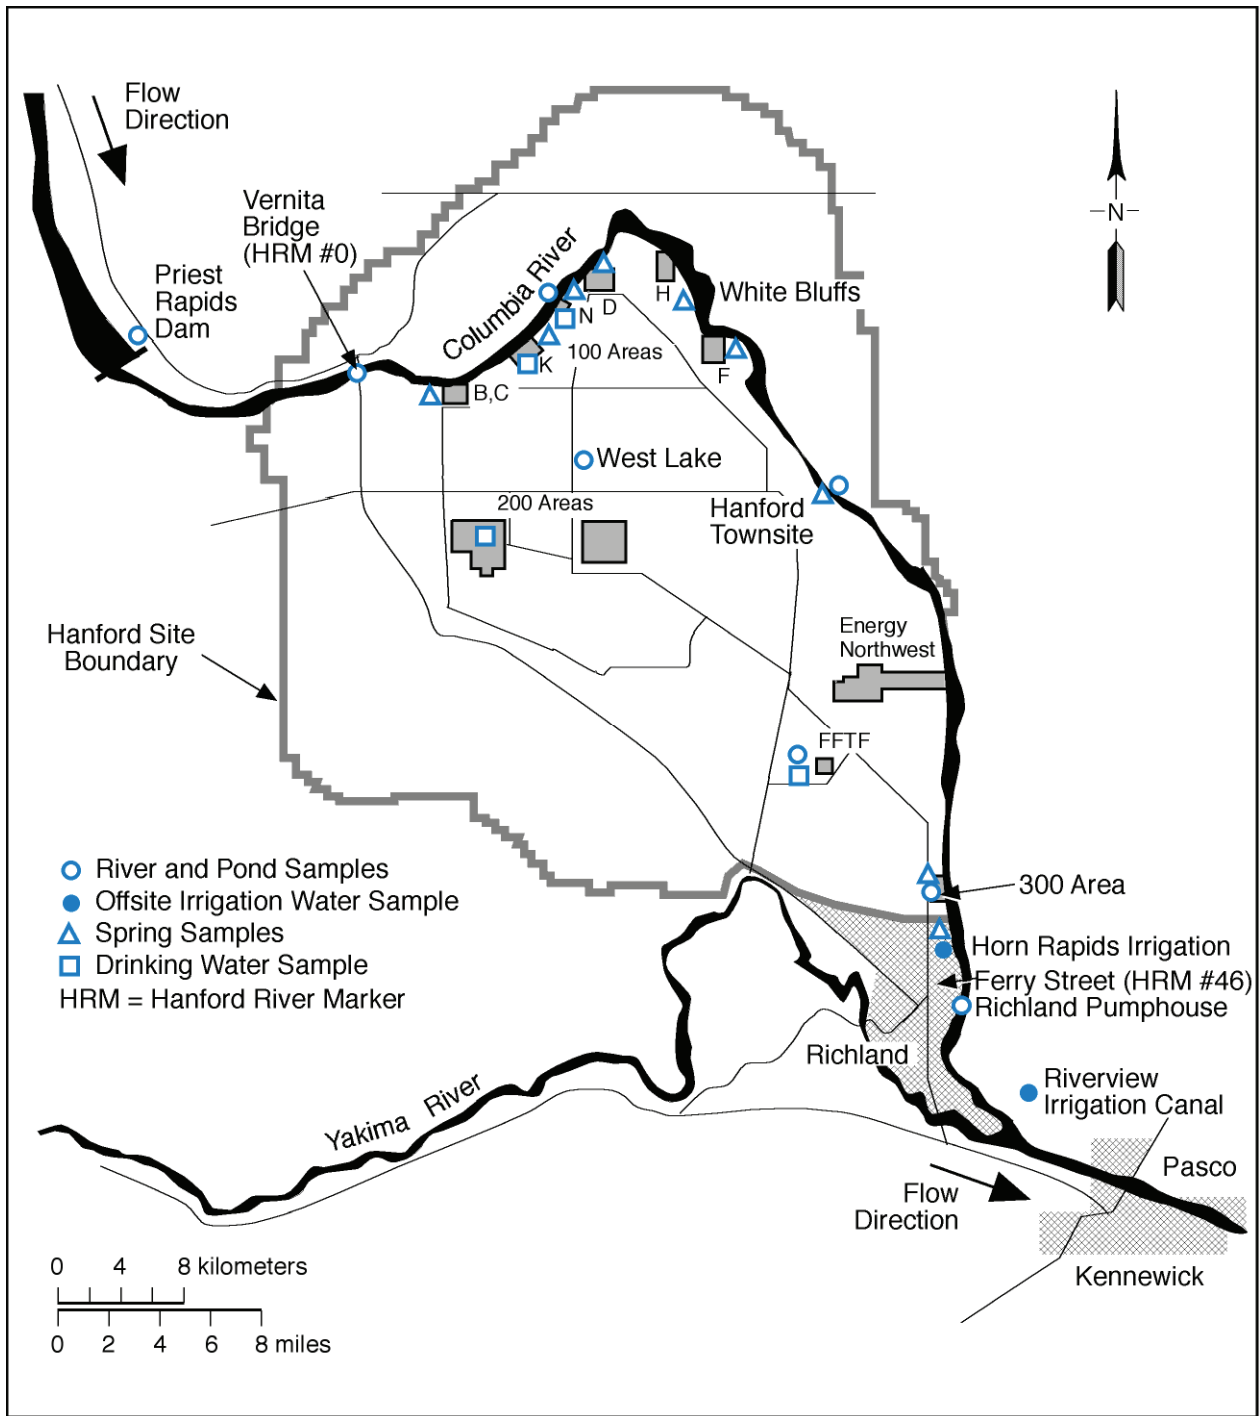 Flow
Direction
Vernita
Bridge
(HRM #0)
Priest
Rapids
Dam
Columbia River
N
D
H
White Bluffs
N
K
100 Areas
F
B,C
West Lake
200 Areas
Hanford
Townsite
Hanford Site
Boundary
Energy
Northwest
FFTF
River and Pond Samples
Offsite Irrigation Water Sample
Spring Samples
Drinking Water Sample
HRM = Hanford River Marker
300 Area
Horn Rapids Irrigation
Ferry Street (HRM #46)
Richland Pumphouse
Richland
Riverview
Irrigation Canal
Yakima River
Pasco
Flow
Direction
Kennewick
0 4 8 kilometers
0 2 4 6 8 miles